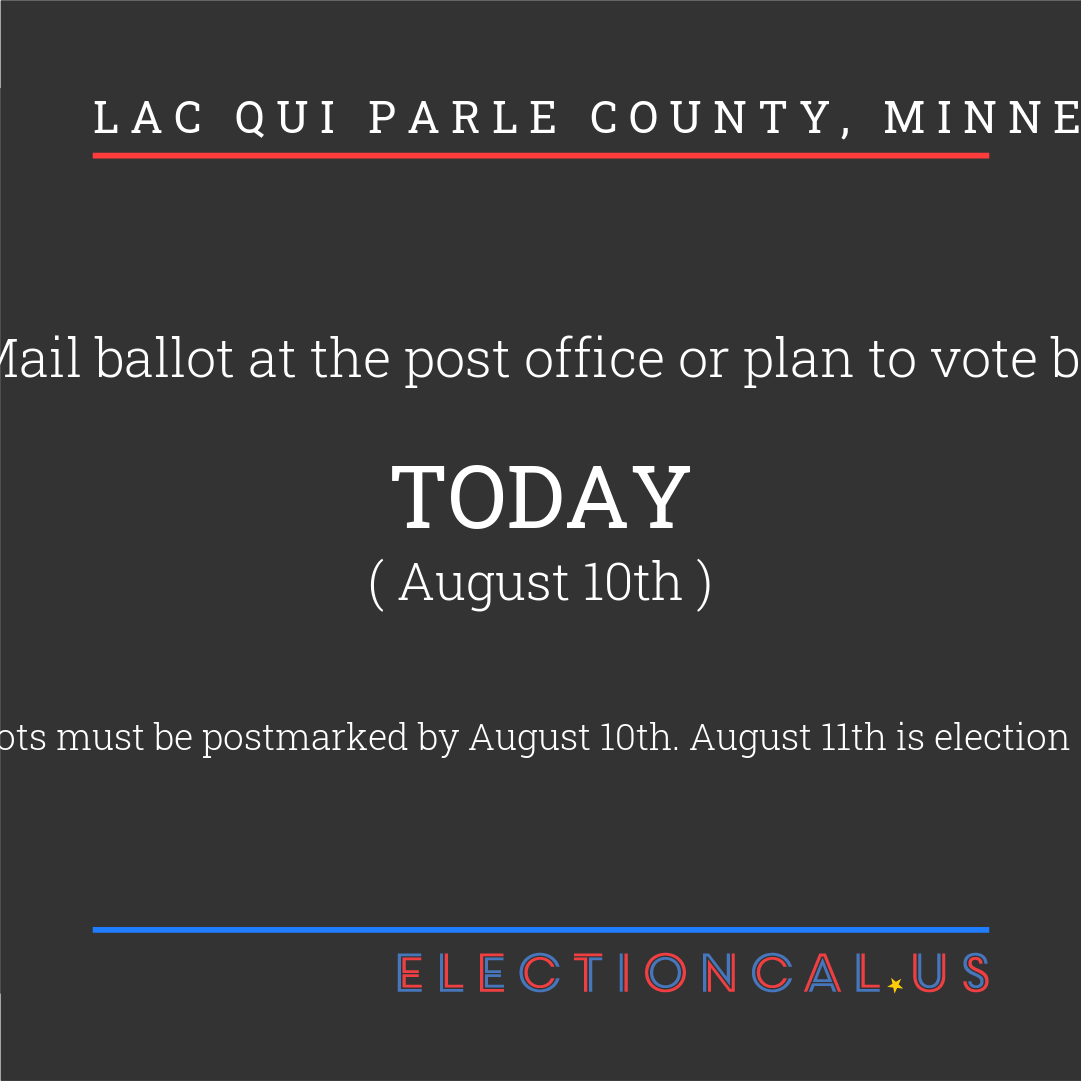 LAC QUI PARLE COUNTY, MINNE
Mail ballot at the post office or plan to vote b
TODAY
( August 10th )
ots must be postmarked by August 10th. August 11th is election
ELECTIONCAL.US